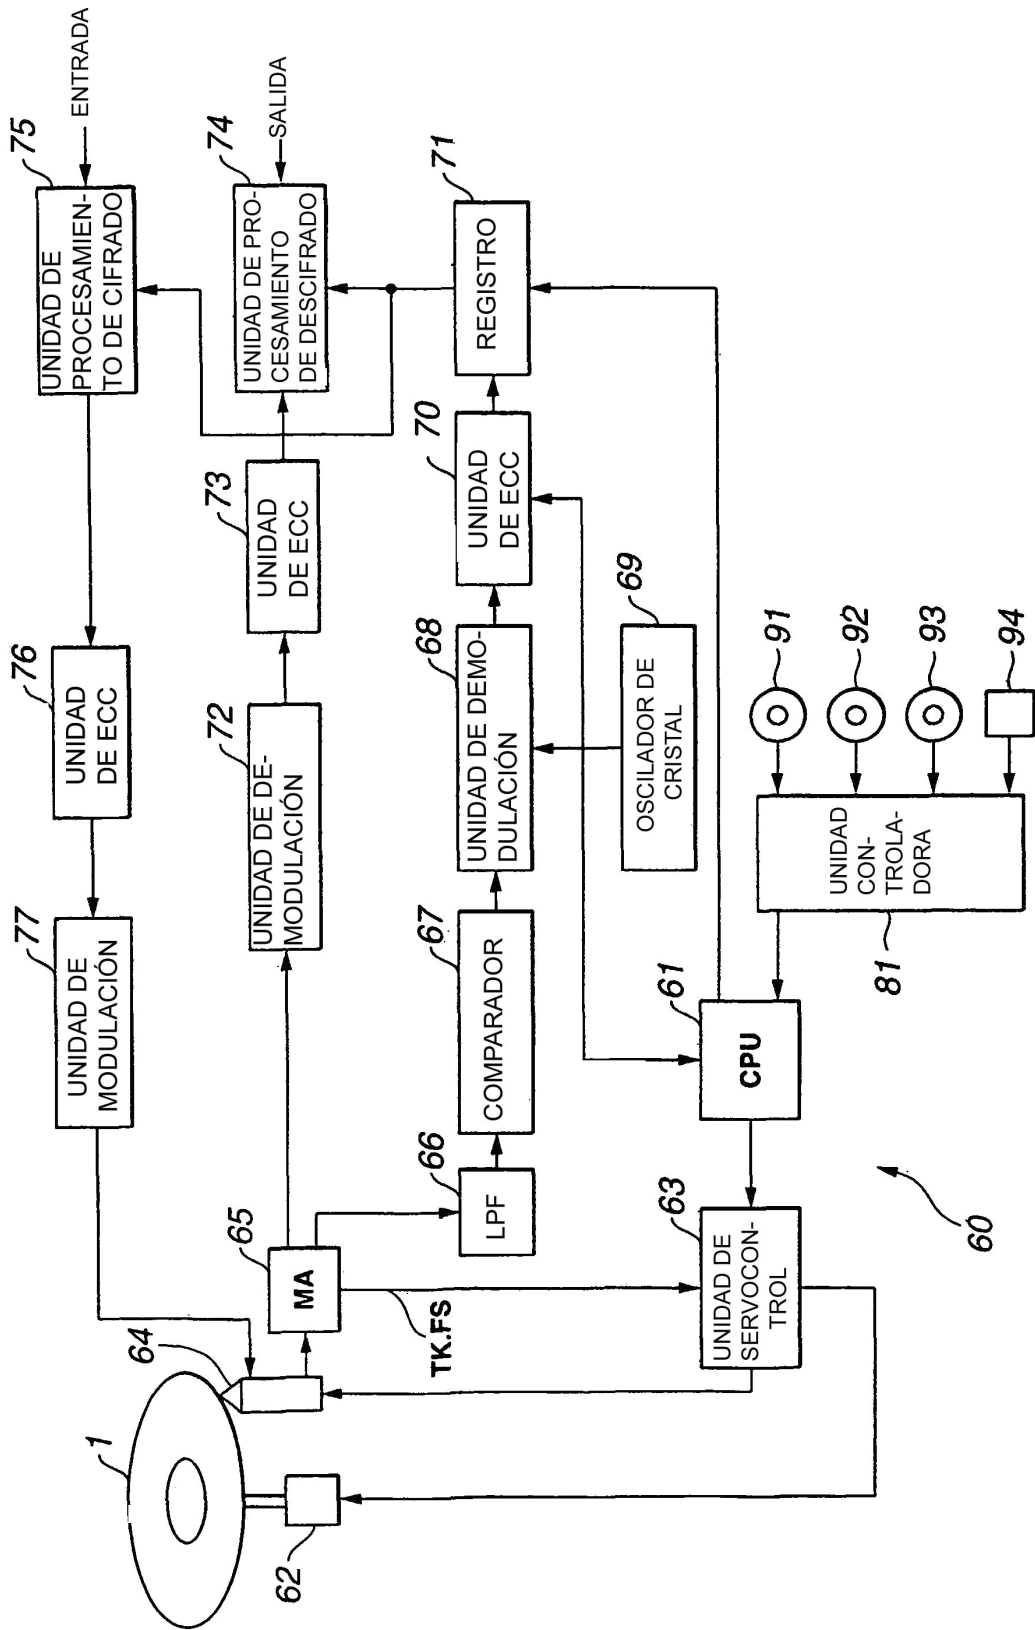 1
64
62
77
UNIDAD DE
MODULACIÓN
76
UNIDAD
DE ECC
75
UNIDAD DE
PROCESAMIEN-
TO DE CIFRADO
ENTRADA
65
MA
72
UNIDAD DE DE-
MODULACIÓN
73
UNIDAD
DE ECC
74
UNIDAD DE PRO-
CESAMIENTO
DE DESCIFRADO
SALIDA
TK.FS
66
LPF
67
COMPARADOR
68
UNIDAD DE DEMO-
DULACIÓN
70
UNIDAD
DE ECC
71
REGISTRO
69
OSCILADOR DE
CRISTAL
63
UNIDAD DE
SERVOCON-
TROL
61
CPU
81
UNIDAD
CON-
TROLA-
DORA
91
92
93
94
60